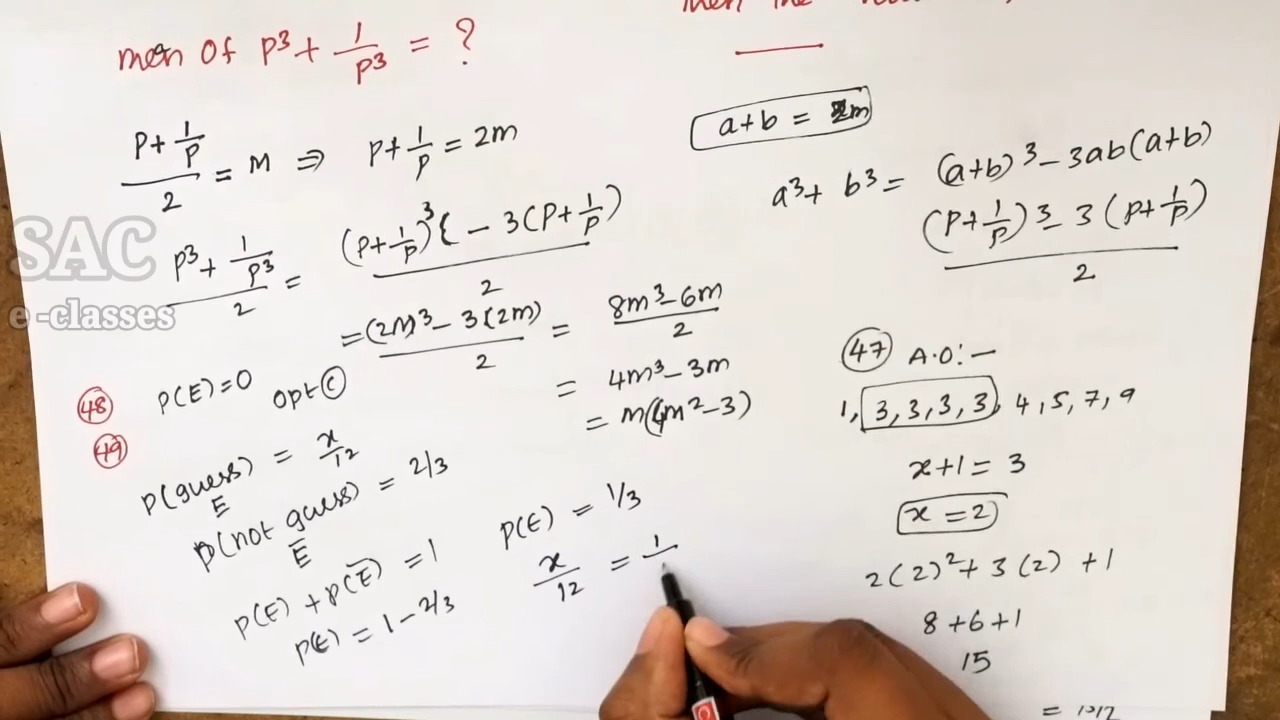 mean of p³ + 1/p³ = ?
(p + 1/p)/2 = M ⇒ p + 1/p = 2m
(p³ + 1/p³)/2 = ((p + 1/p)³ { - 3(p + 1/p))/2
= ((2M)³ - 3(2m))/2 = (8m³ - 6m)/2
= 4m³ - 3m
= m(4m² - 3)
SAC
e-classes
(48) P(E) = 0 opt (C)
(49)
P(guess) = x/12
E
P(not guess) = 2/3
E̅
P(E) + P(E̅) = 1
P(E) = 1 - 2/3
P(E) = 1/3
x/12 = 1/
then the
a+b = 2m
a³ + b³ = (a+b)³ - 3ab(a+b)
((p + 1/p)³ - 3(p + 1/p))/2
(47) A.O:-
1, 3, 3, 3, 3, 4, 5, 7, 9
x+1 = 3
x = 2
2(2)² + 3(2) + 1
8+6+1
15